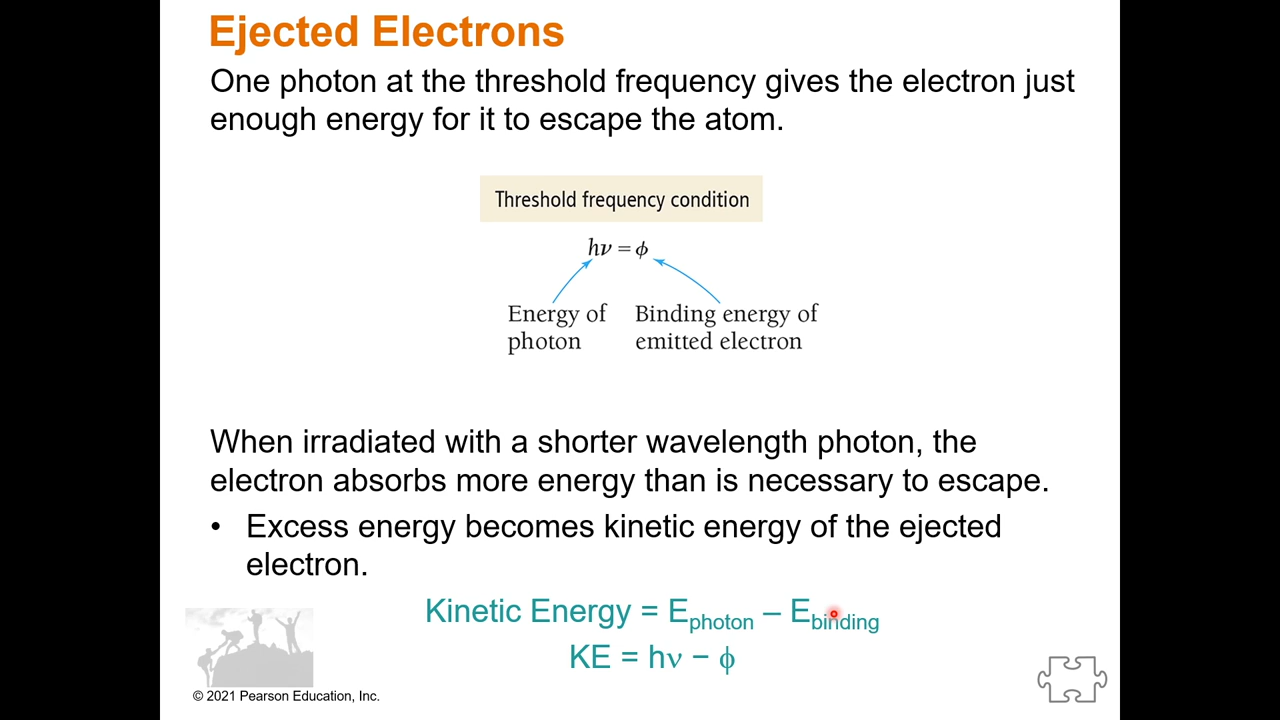 Ejected Electrons
One photon at the threshold frequency gives the electron just
enough energy for it to escape the atom.
Threshold frequency condition
hν = ϕ
Energy of
photon
Binding energy of
emitted electron
When irradiated with a shorter wavelength photon, the
electron absorbs more energy than is necessary to escape.
• Excess energy becomes kinetic energy of the ejected
electron.
Kinetic Energy = Ephoton – Ebinding
KE = hν − ϕ
© 2021 Pearson Education, Inc.